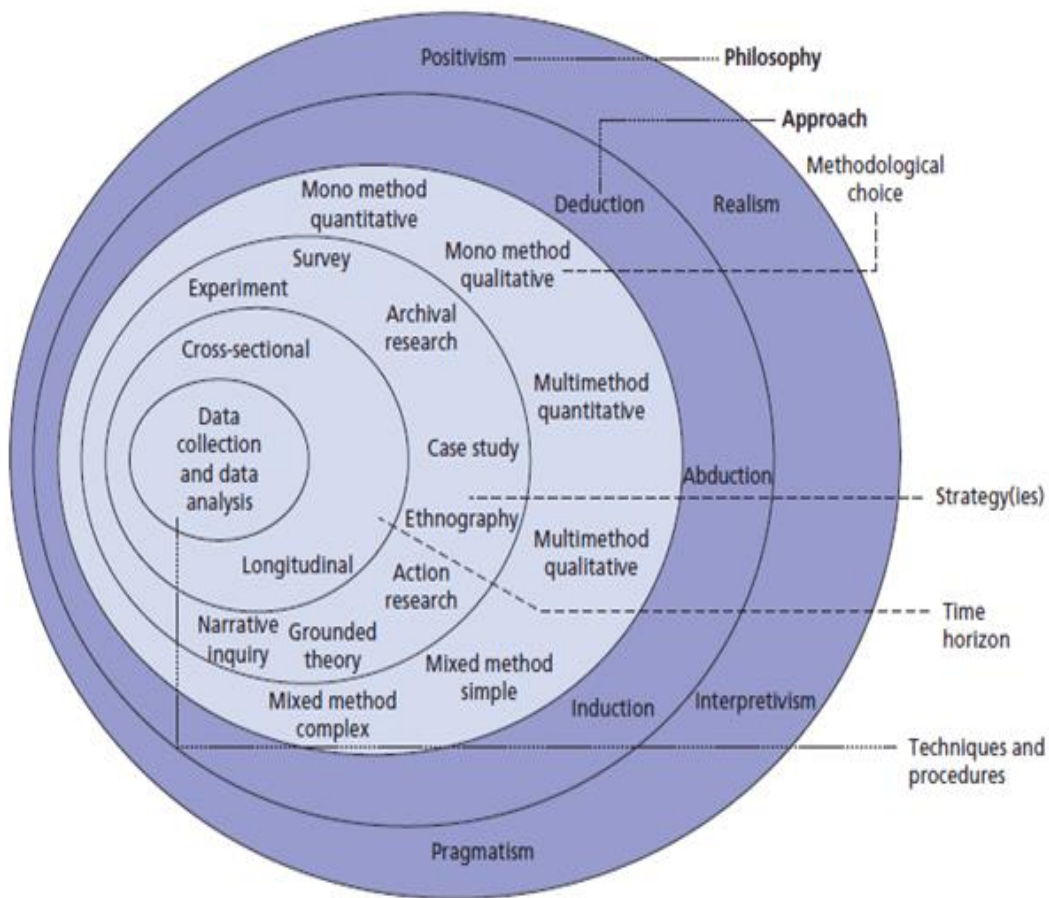 Positivism
Philosophy
Approach
Methodological
choice
Mono method
quantitative
Deduction
Realism
Survey
Mono method
qualitative
Experiment
Archival
research
Cross-sectional
Multimethod
quantitative
Data
collection
and data
analysis
Case study
Abduction
Strategy(ies)
Ethnography
Multimethod
qualitative
Longitudinal
Action
research
Time
horizon
Narrative
inquiry
Grounded
theory
Mixed method
simple
Mixed method
complex
Induction
Interpretivism
Techniques and
procedures
Pragmatism